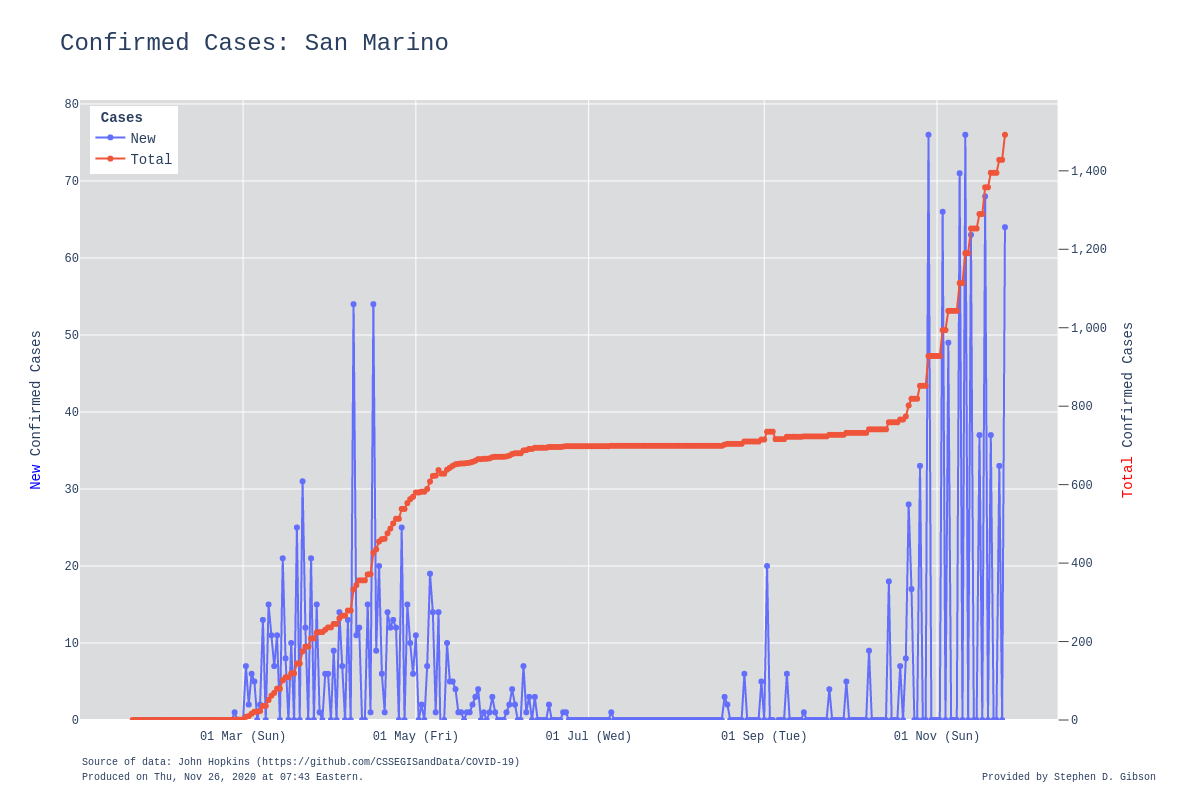 Confirmed Cases: San Marino
Cases
New
Total
80
70
60
50
40
30
20
10
0
New Confirmed Cases
1,400
1,200
1,000
800
600
400
200
0
Total Confirmed Cases
01 Mar (Sun) 01 May (Fri) 01 Jul (Wed) 01 Sep (Tue) 01 Nov (Sun)
Source of data: John Hopkins (https://github.com/CSSEGISandData/COVID-19)
Produced on Thu, Nov 26, 2020 at 07:43 Eastern.
Provided by Stephen D. Gibson